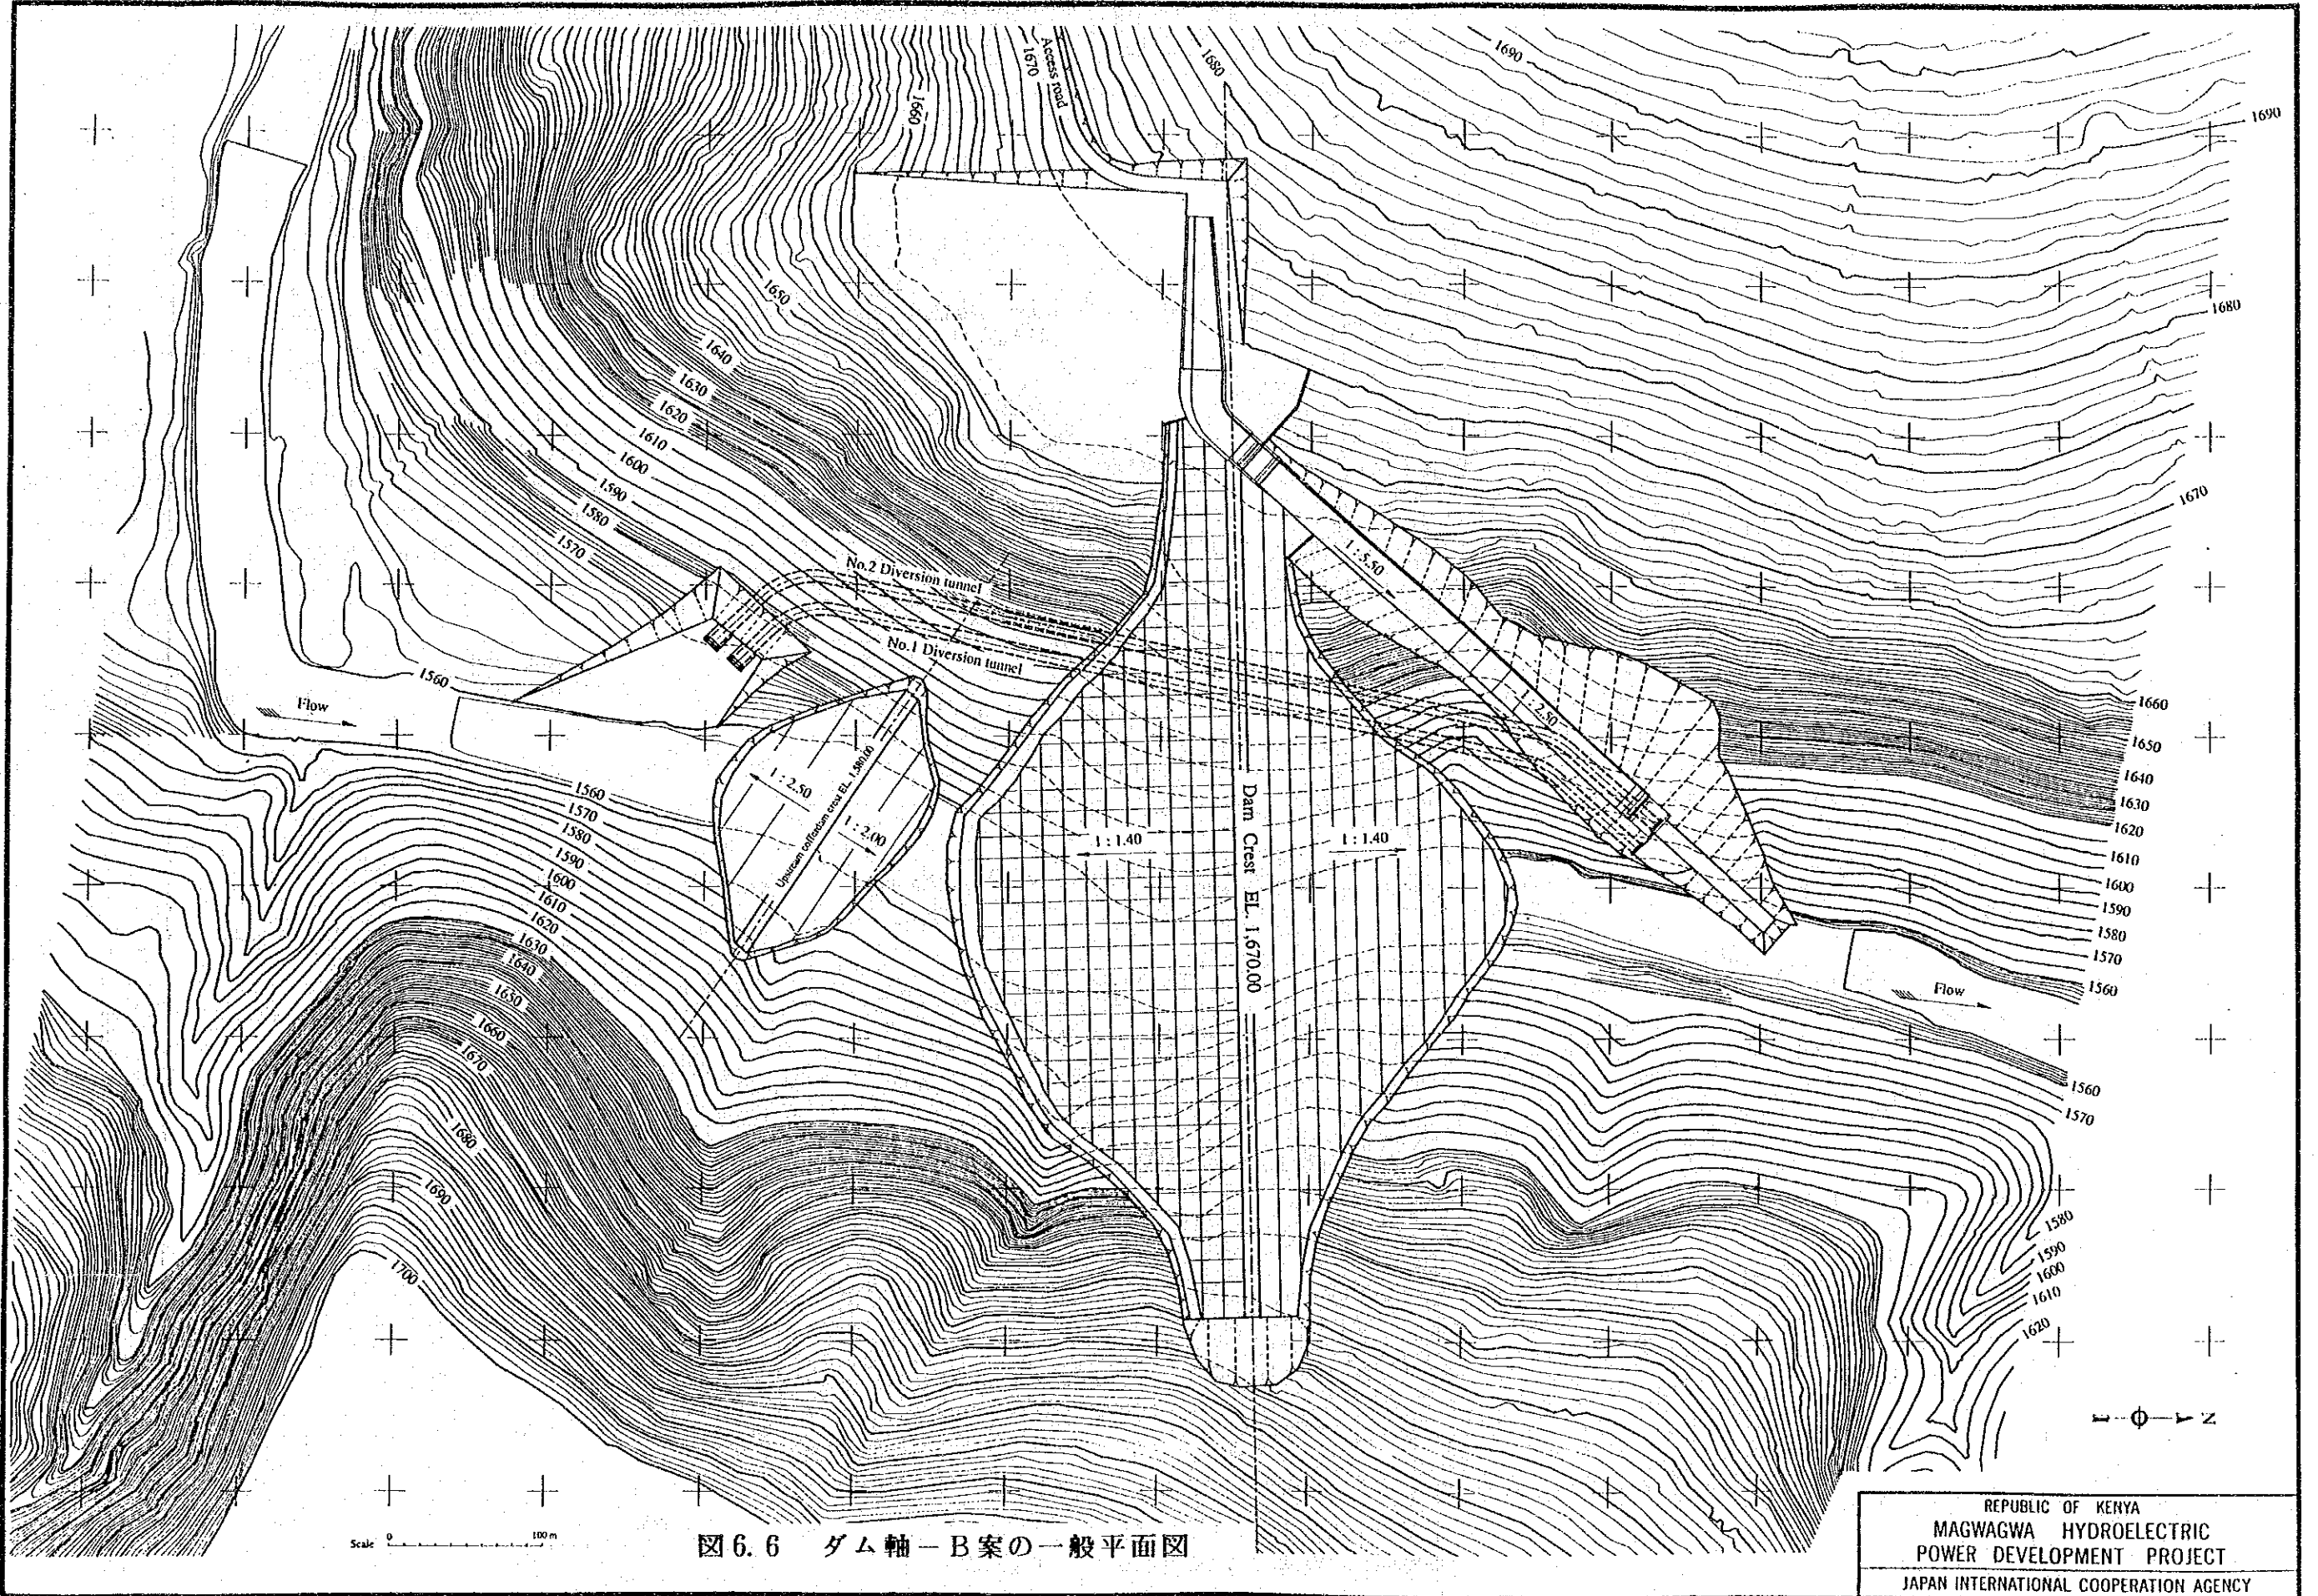 1690
1680
Access road
1670
1660
1690
1650
1680
1640
1630
1620
1670
1610
1600
1590
1580
1570
1 : 5.50
No.2 Diversion tunnel
No.1 Diversion tunnel
1560
Flow
2.50
1660
1650
1640
1630
1620
1610
1600
1590
1580
1570
1560
1 : 2.50
Upstream cofferdam crest EL. 1,580.00
1 : 2.00
1 : 1.40
Dam Crest EL. 1,670.00
1 : 1.40
1560
1570
1580
1590
1600
1610
1620
1630
1640
1650
1660
1670
1680
1690
1700
Flow
1560
1570
1580
1590
1600
1610
1620
N
Scale 0 100 m
図 6. 6 ダム軸－B案の一般平面図
REPUBLIC OF KENYA
MAGWAGWA HYDROELECTRIC
POWER DEVELOPMENT PROJECT
JAPAN INTERNATIONAL COOPERATION AGENCY